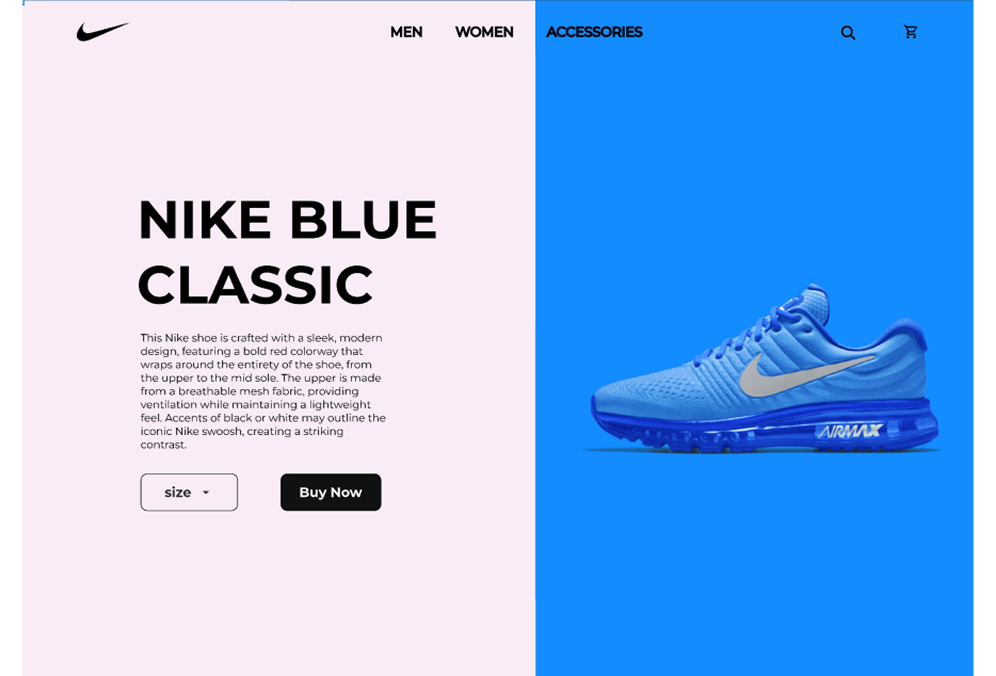 MEN WOMEN ACCESSORIES
NIKE BLUE
CLASSIC
This Nike shoe is crafted with a sleek, modern
design, featuring a bold red colorway that
wraps around the entirety of the shoe, from
the upper to the mid sole. The upper is made
from a breathable mesh fabric, providing
ventilation while maintaining a lightweight
feel. Accents of black or white may outline the
iconic Nike swoosh, creating a striking
contrast.
size Buy Now
AIRMAX